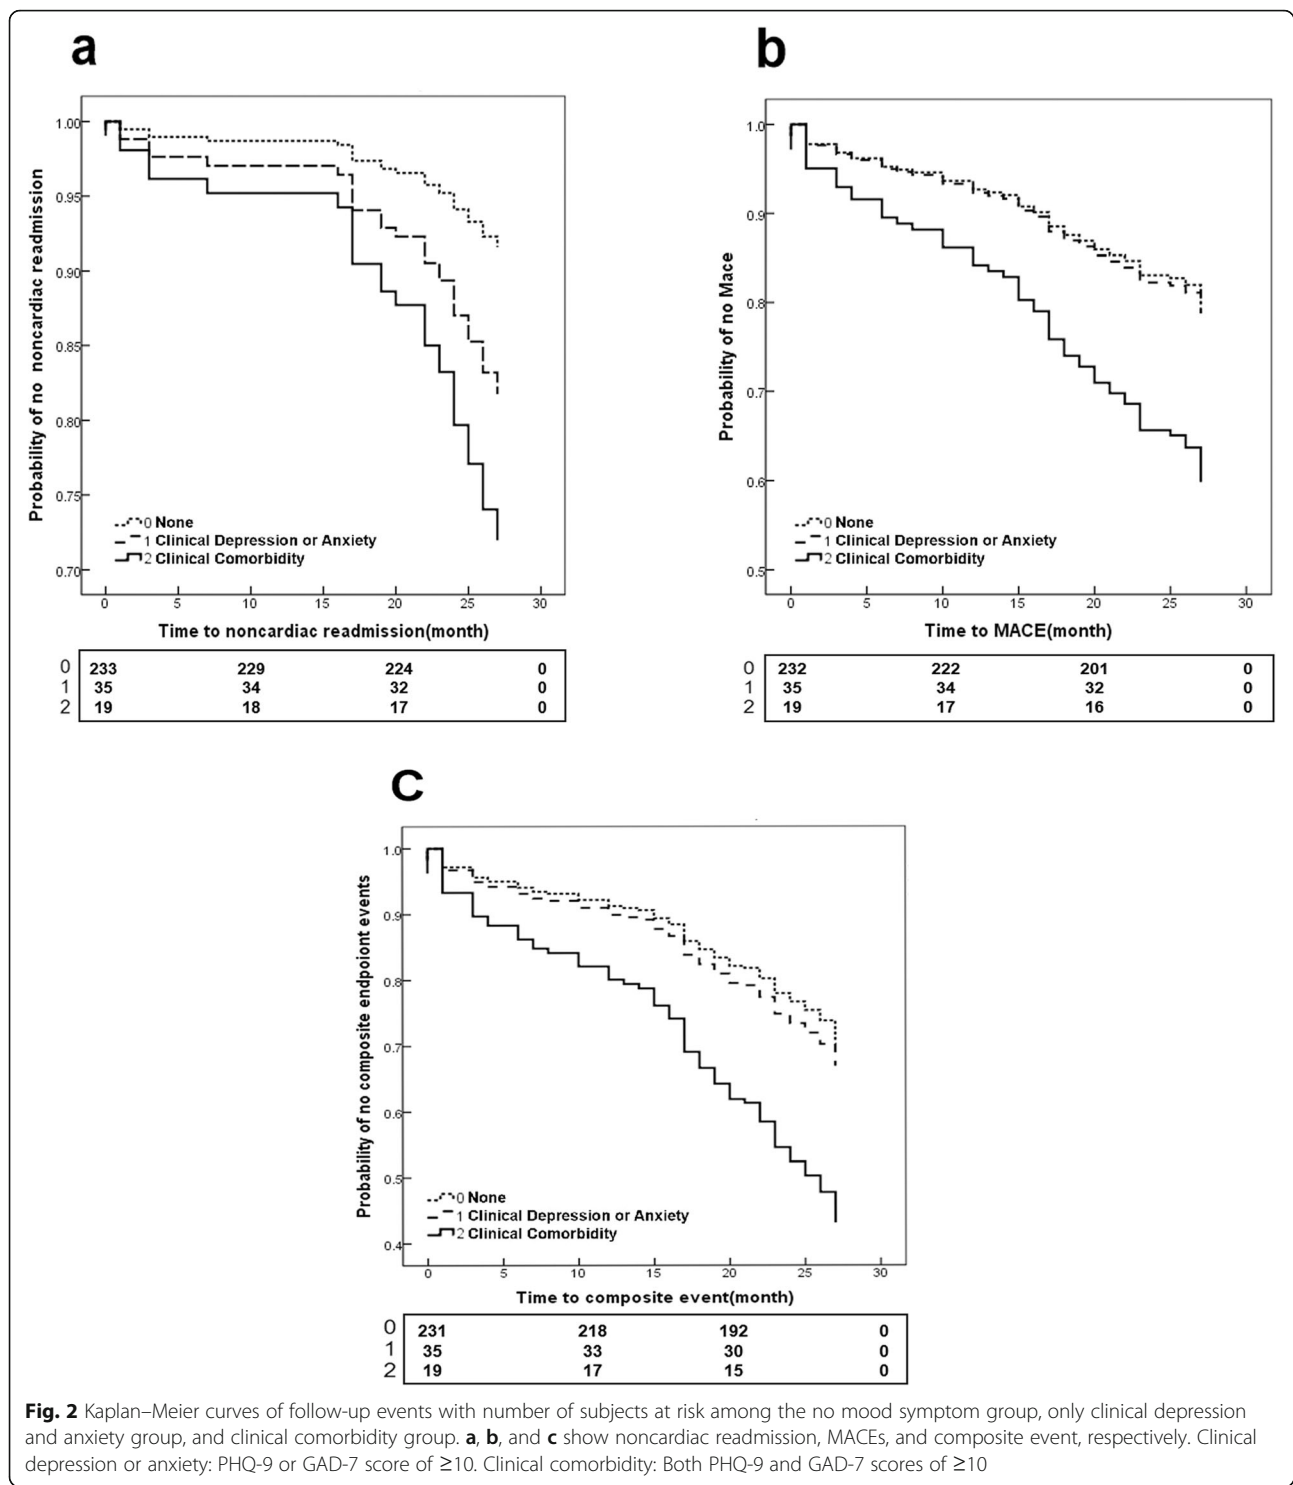 a
Probability of no noncardiac readmission
1.00
0.95
0.90
0.85
0.80
0.75
0.70
0 None
1 Clinical Depression or Anxiety
2 Clinical Comorbidity
0 5 10 15 20 25 30
Time to noncardiac readmission(month)
0 233 229 224 0
1 35 34 32 0
2 19 18 17 0
b
Probability of no Mace
1.0
0.9
0.8
0.7
0.6
0.5
0 None
1 Clinical Depression or Anxiety
2 Clinical Comorbidity
0 5 10 15 20 25 30
Time to MACE(month)
0 232 222 201 0
1 35 34 32 0
2 19 17 16 0
C
Probability of no composite endpoioint events
1.0
0.9
0.8
0.7
0.6
0.5
0.4
0 None
1 Clinical Depression or Anxiety
2 Clinical Comorbidity
0 5 10 15 20 25 30
Time to composite event(month)
0 231 218 192 0
1 35 33 30 0
2 19 17 15 0
Fig. 2 Kaplan–Meier curves of follow-up events with number of subjects at risk among the no mood symptom group, only clinical depression
and anxiety group, and clinical comorbidity group. a, b, and c show noncardiac readmission, MACEs, and composite event, respectively. Clinical
depression or anxiety: PHQ-9 or GAD-7 score of ≥10. Clinical comorbidity: Both PHQ-9 and GAD-7 scores of ≥10